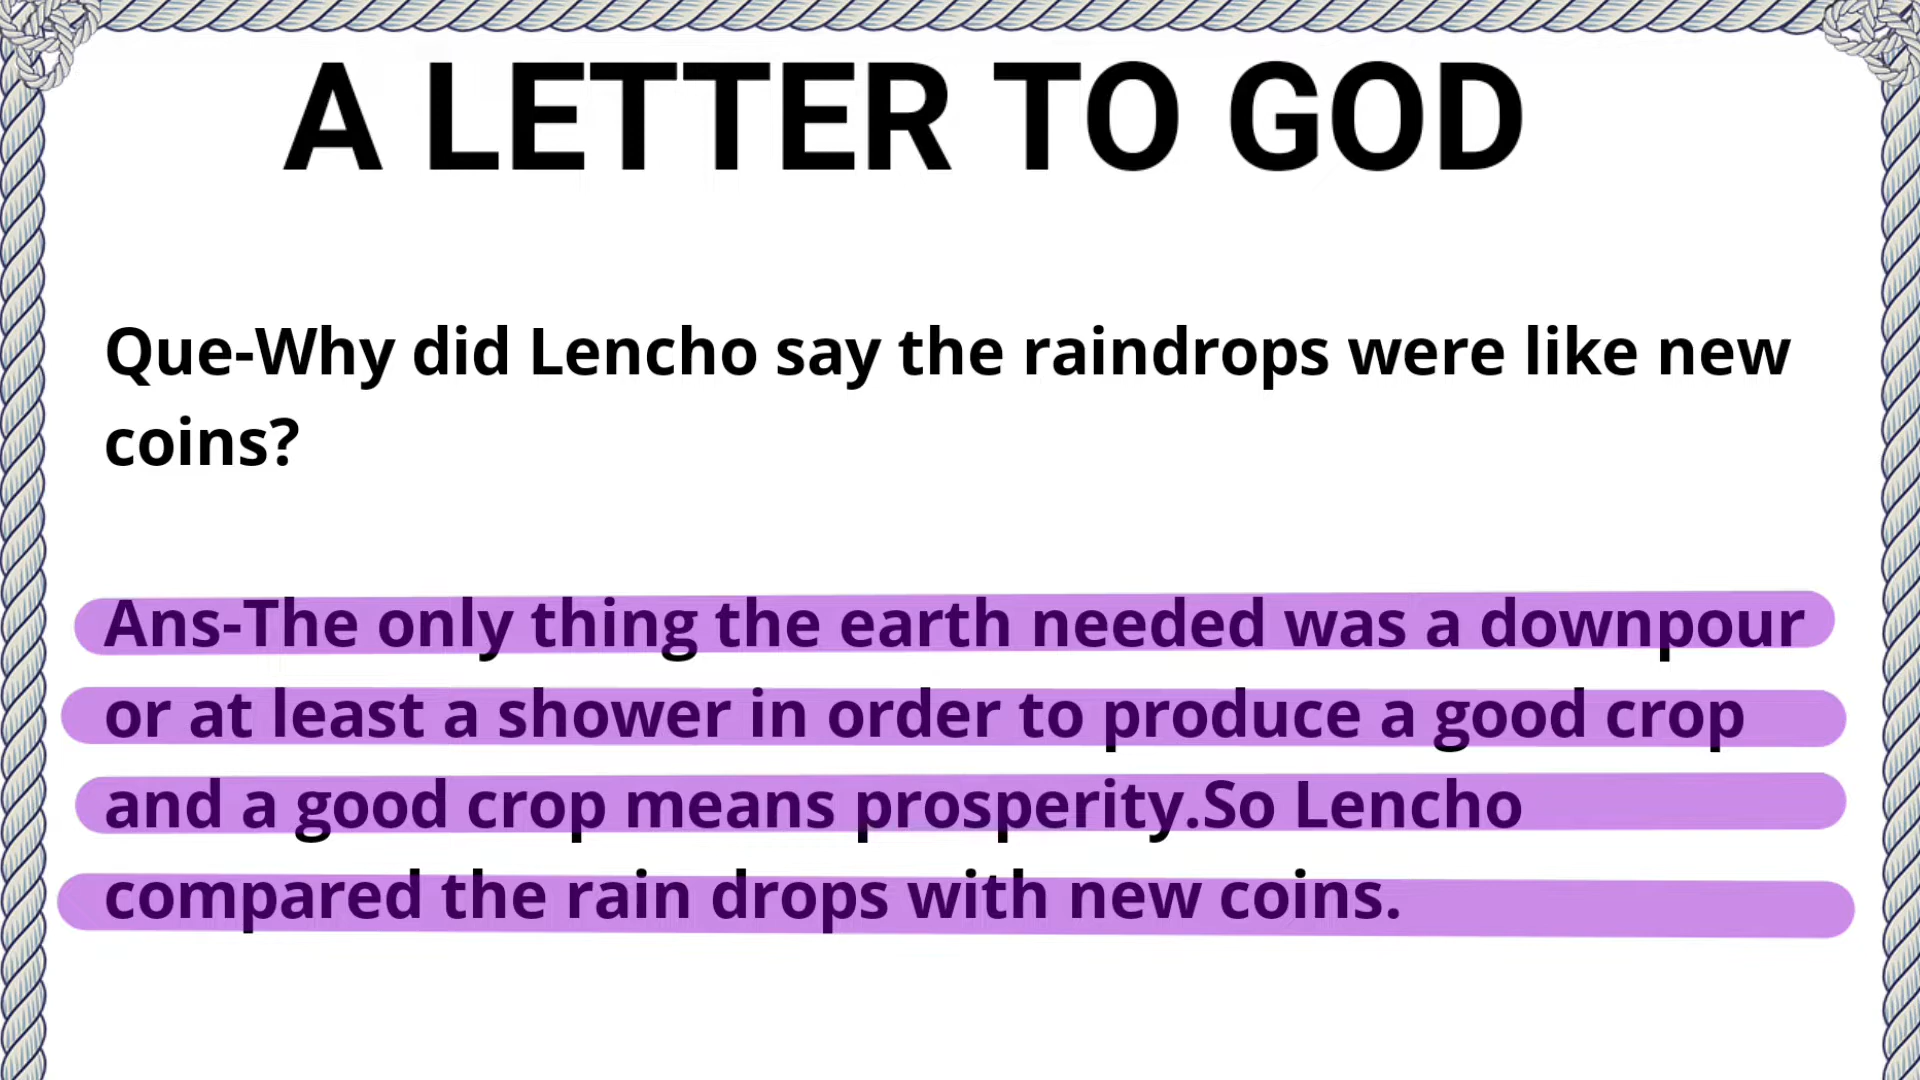 A LETTER TO GOD
Que-Why did Lencho say the raindrops were like new
coins?
Ans-The only thing the earth needed was a downpour
or at least a shower in order to produce a good crop
and a good crop means prosperity.So Lencho
compared the rain drops with new coins.